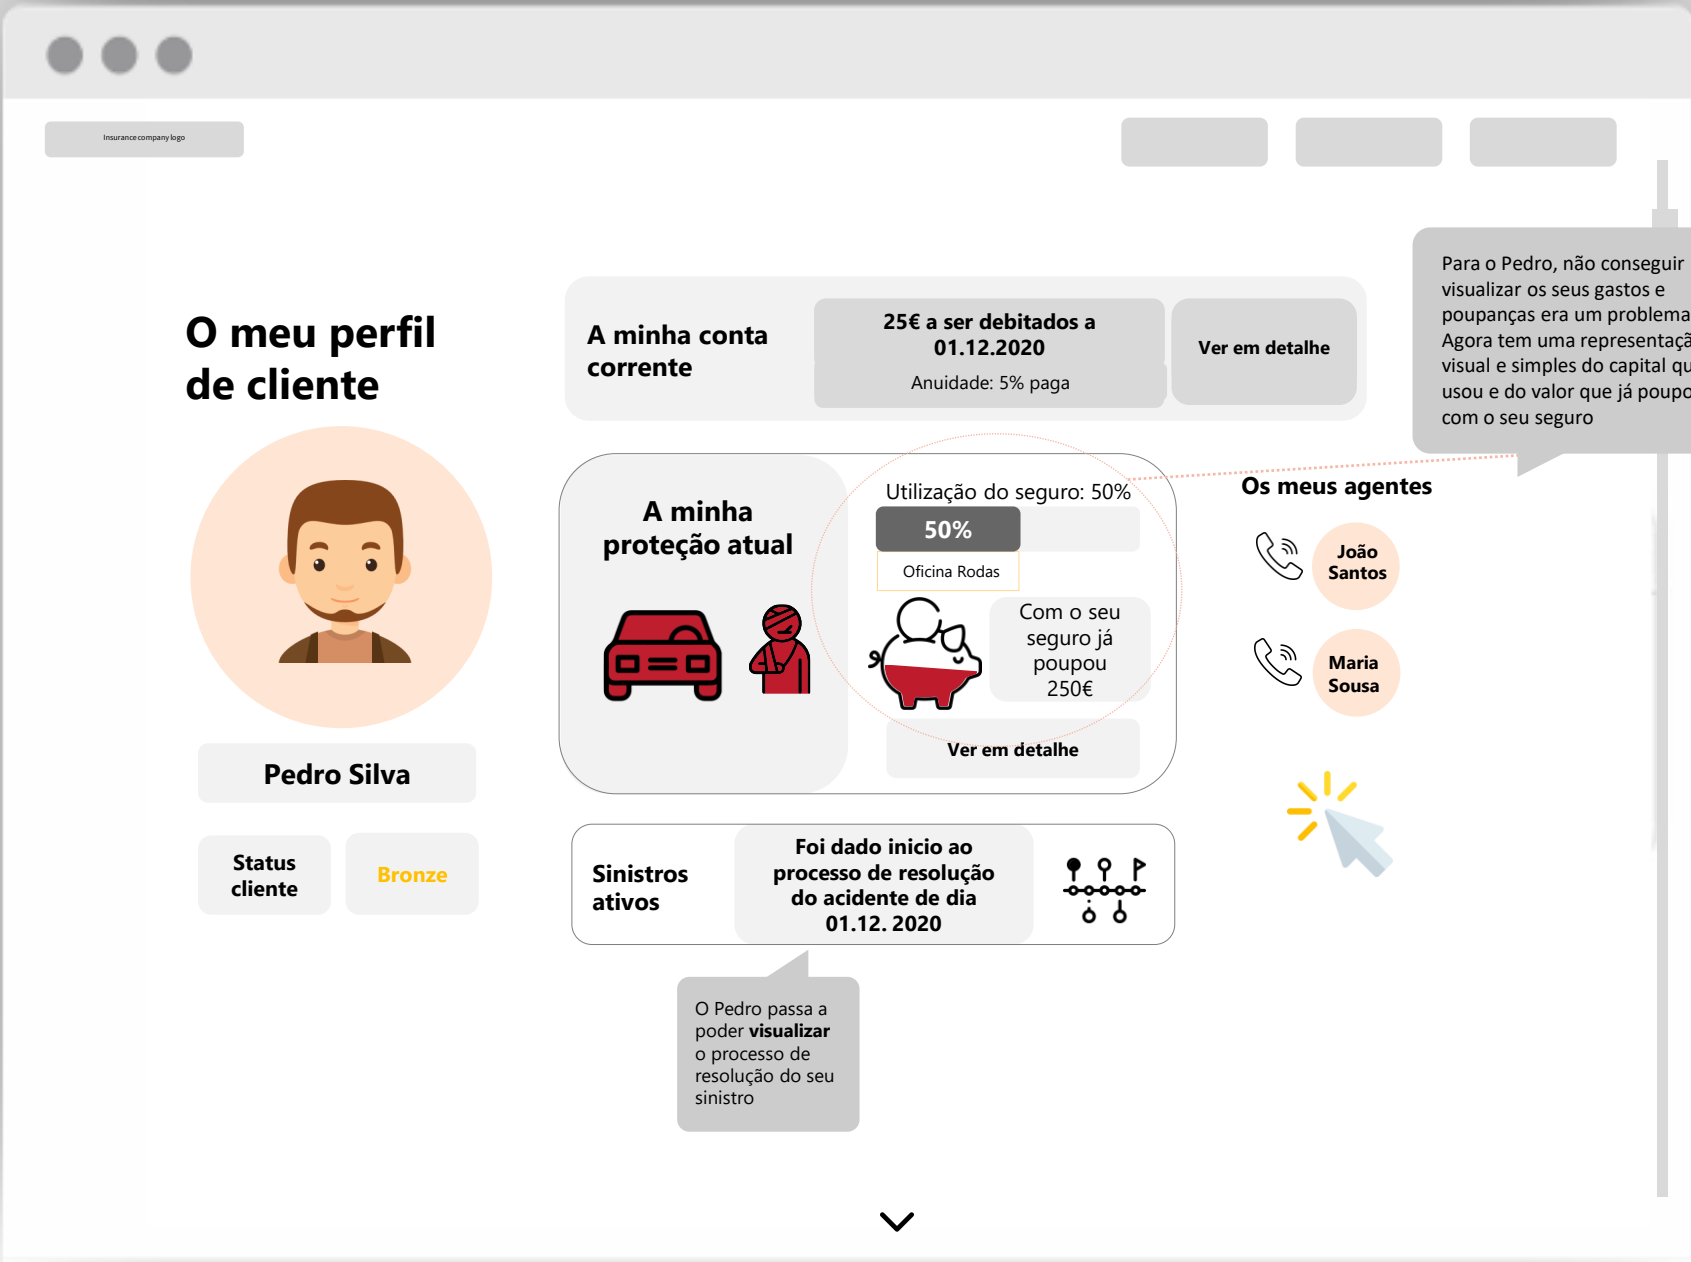 Insurance company logo
O meu perfil
de cliente
Pedro Silva
Status
cliente
Bronze
A minha conta
corrente
25€ a ser debitados a
01.12.2020
Anuidade: 5% paga
Ver em detalhe
A minha
proteção atual
Utilização do seguro: 50%
50%
Oficina Rodas
Com o seu
seguro já
poupou
250€
Ver em detalhe
Sinistros
ativos
Foi dado inicio ao
processo de resolução
do acidente de dia
01.12. 2020
O Pedro passa a
poder visualizar
o processo de
resolução do seu
sinistro
Para o Pedro, não conseguir
visualizar os seus gastos e
poupanças era um problema
Agora tem uma
visual e simples do capital
usou e do valor que já
com o seu seguro
Os meus agentes
João
Santos
Maria
Sousa